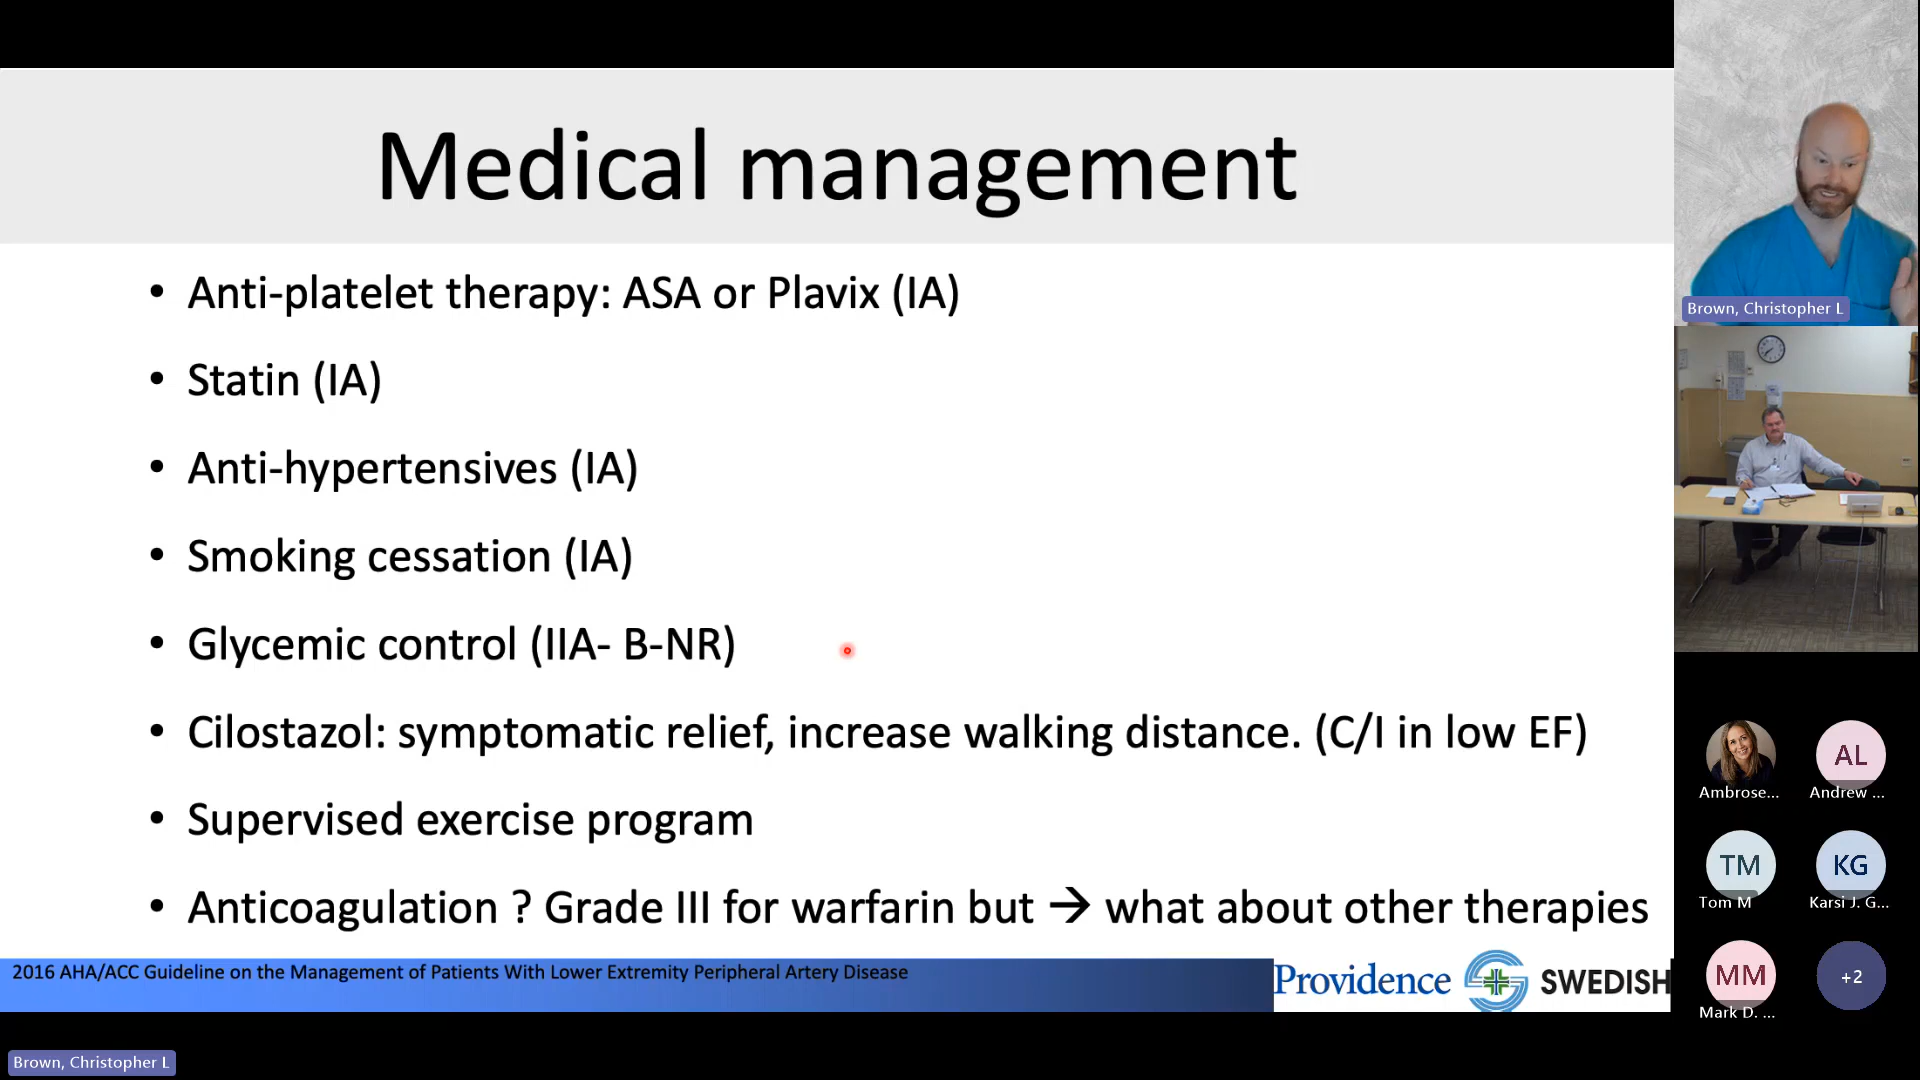 Medical management
• Anti-platelet therapy: ASA or Plavix (IA)
• Statin (IA)
• Anti-hypertensives (IA)
• Smoking cessation (IA)
• Glycemic control (IIA- B-NR)
• Cilostazol: symptomatic relief, increase walking distance. (C/I in low EF)
• Supervised exercise program
• Anticoagulation ? Grade III for warfarin but → what about other therapies
2016 AHA/ACC Guideline on the Management of Patients With Lower Extremity Peripheral Artery Disease
Providence SWEDISH
Brown, Christopher L
Brown, Christopher L
Ambrose...
AL
Andrew ...
TM
Tom M
KG
Karsi J. G...
MM
Mark D. ...
+2